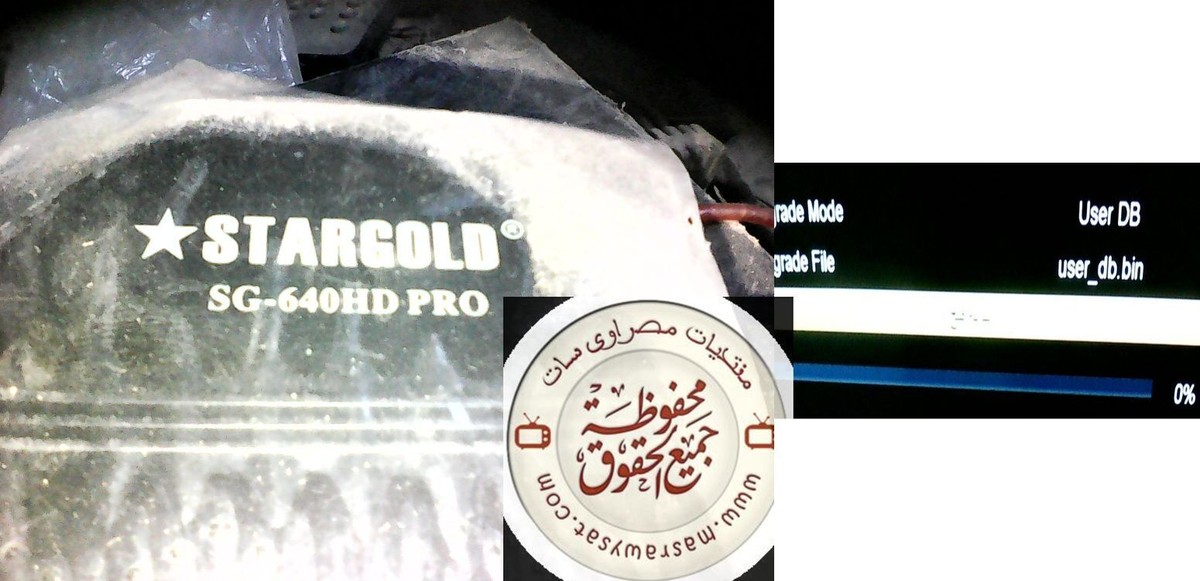 ★STARGOLD®
SG-640HD PRO
منتديات مصراوى سات
محفوظة
جميع الحقوق
www.masrawysat.com
grade Mode User DB
grade File user_db.bin
0%